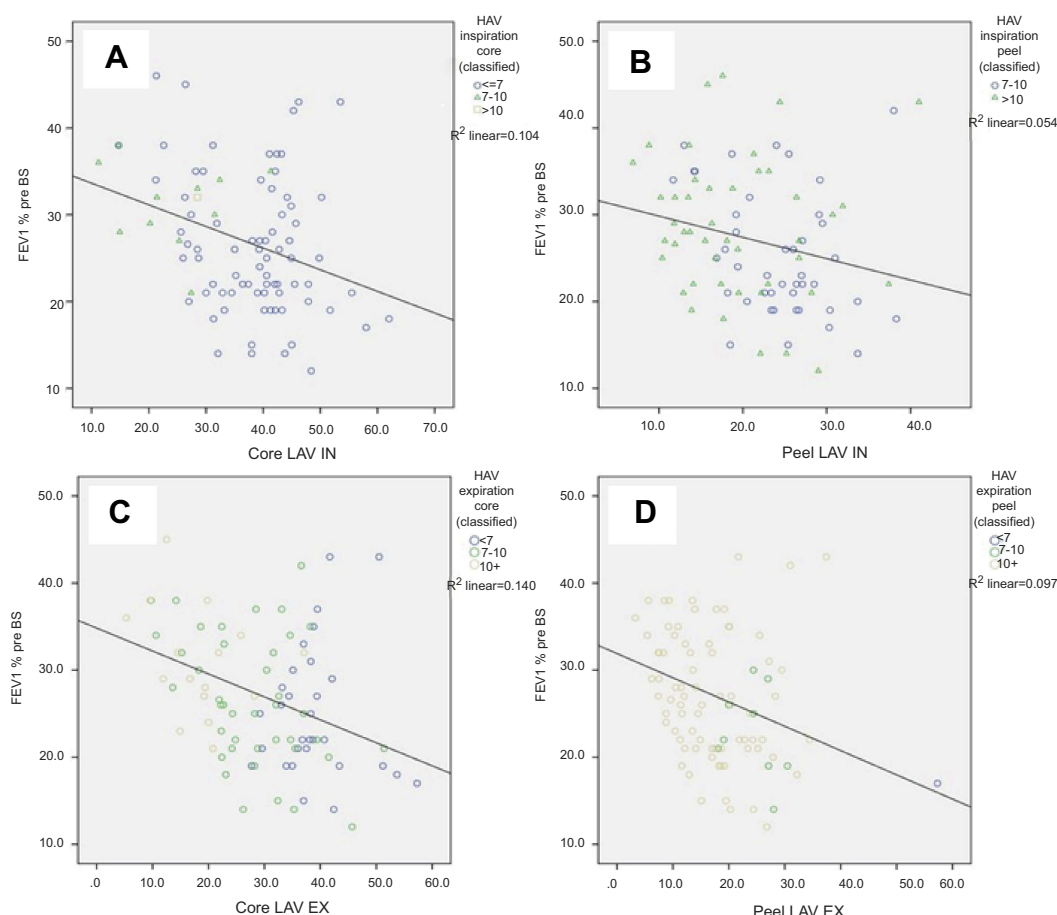 A
50.0
40
30
20
10
FEV1 % pre BS
10.0 20.0 30.0 40.0 50.0 60.0 70.0
Core LAV IN
HAV
inspiration
core
(classified)
<=7
7-10
>10
R2 linear=0.104
B
50.0
40.0
30.0
20.0
10.0
FEV1 % pre BS
10.0 20.0 30.0 40.0
Peel LAV IN
HAV
inspiration
peel
(classified)
7-10
>10
R2 linear=0.054
C
50.0
40.0
30.0
20.0
10.0
FEV1 % pre BS
.0 10.0 20.0 30.0 40.0 50.0 60.0
Core LAV EX
HAV
expiration
core
(classified)
<7
7-10
10+
R2 linear=0.140
D
50.0
40.0
30.0
20.0
10.0
FEV1 % pre BS
.0 10.0 20.0 30.0 40.0 50.0 60.0
Peel LAV EX
HAV
expiration
peel
(classified)
<7
7-10
10+
R2 linear=0.097